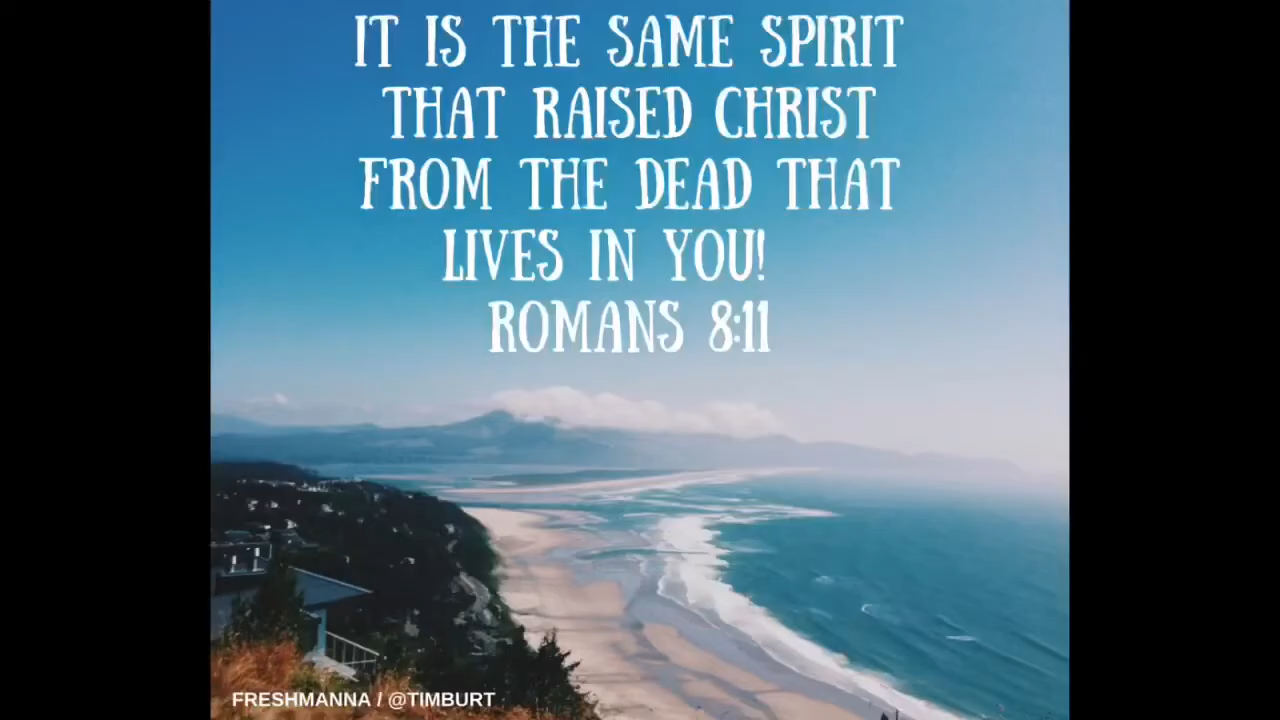 IT IS THE SAME SPIRIT
THAT RAISED CHRIST
FROM THE DEAD THAT
LIVES IN YOU!
ROMANS 8:11
FRESHMANNA / @TIMBURT